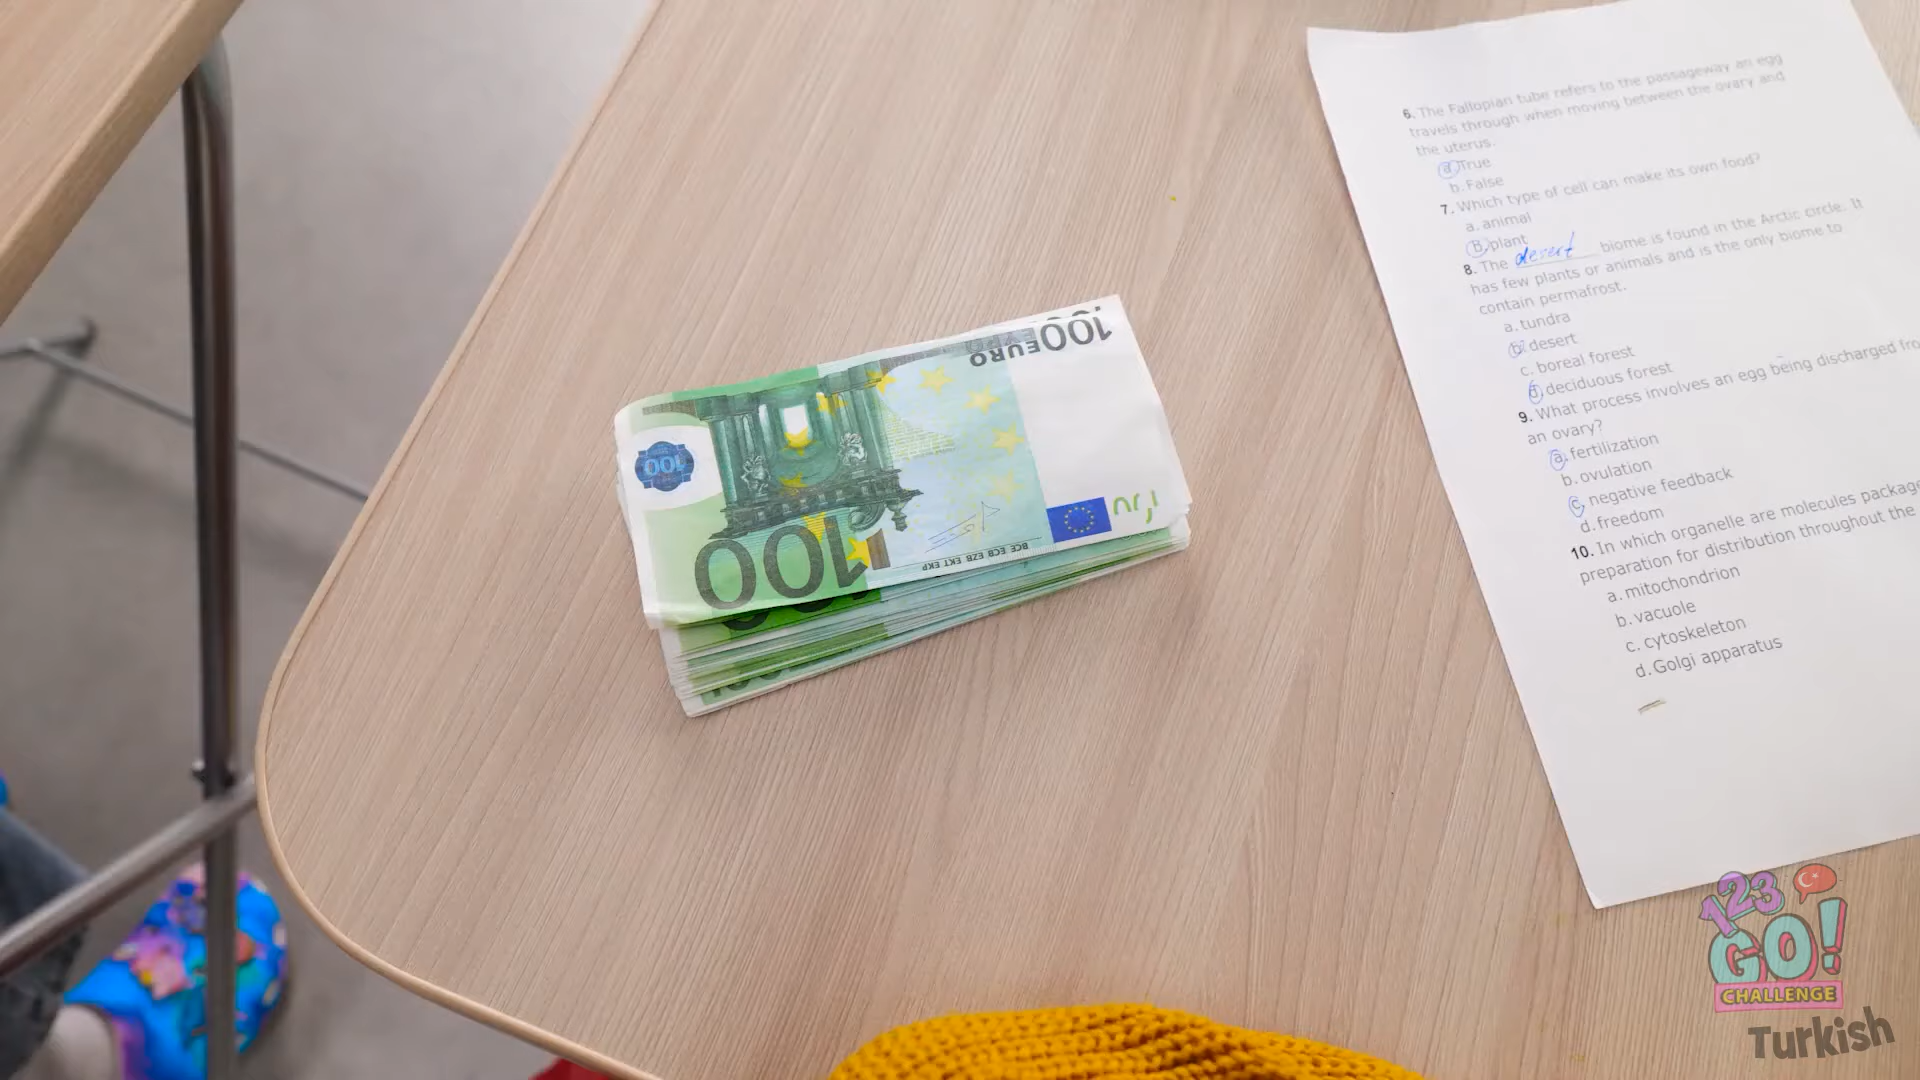 100 EURO
100
BCE ECB EZB EKT EKP
100
6. The Fallopian tube refers to the passageway an egg
travels through when moving between the ovary and
the uterus.
a. True
b. False
7. Which type of cell can make its own food?
a. animal
b. plant
8. The desert biome is found in the Arctic circle. It
has few plants or animals and is the only biome to
contain permafrost.
a. tundra
b. desert
c. boreal forest
d. deciduous forest
9. What process involves an egg being discharged
an ovary?
a. fertilization
b. ovulation
c. negative feedback
d. freedom
10. In which organelle are molecules
preparation for distribution throughout the
a. mitochondrion
b. vacuole
c. cytoskeleton
d. Golgi apparatus
123
GO!
CHALLENGE
Turkish